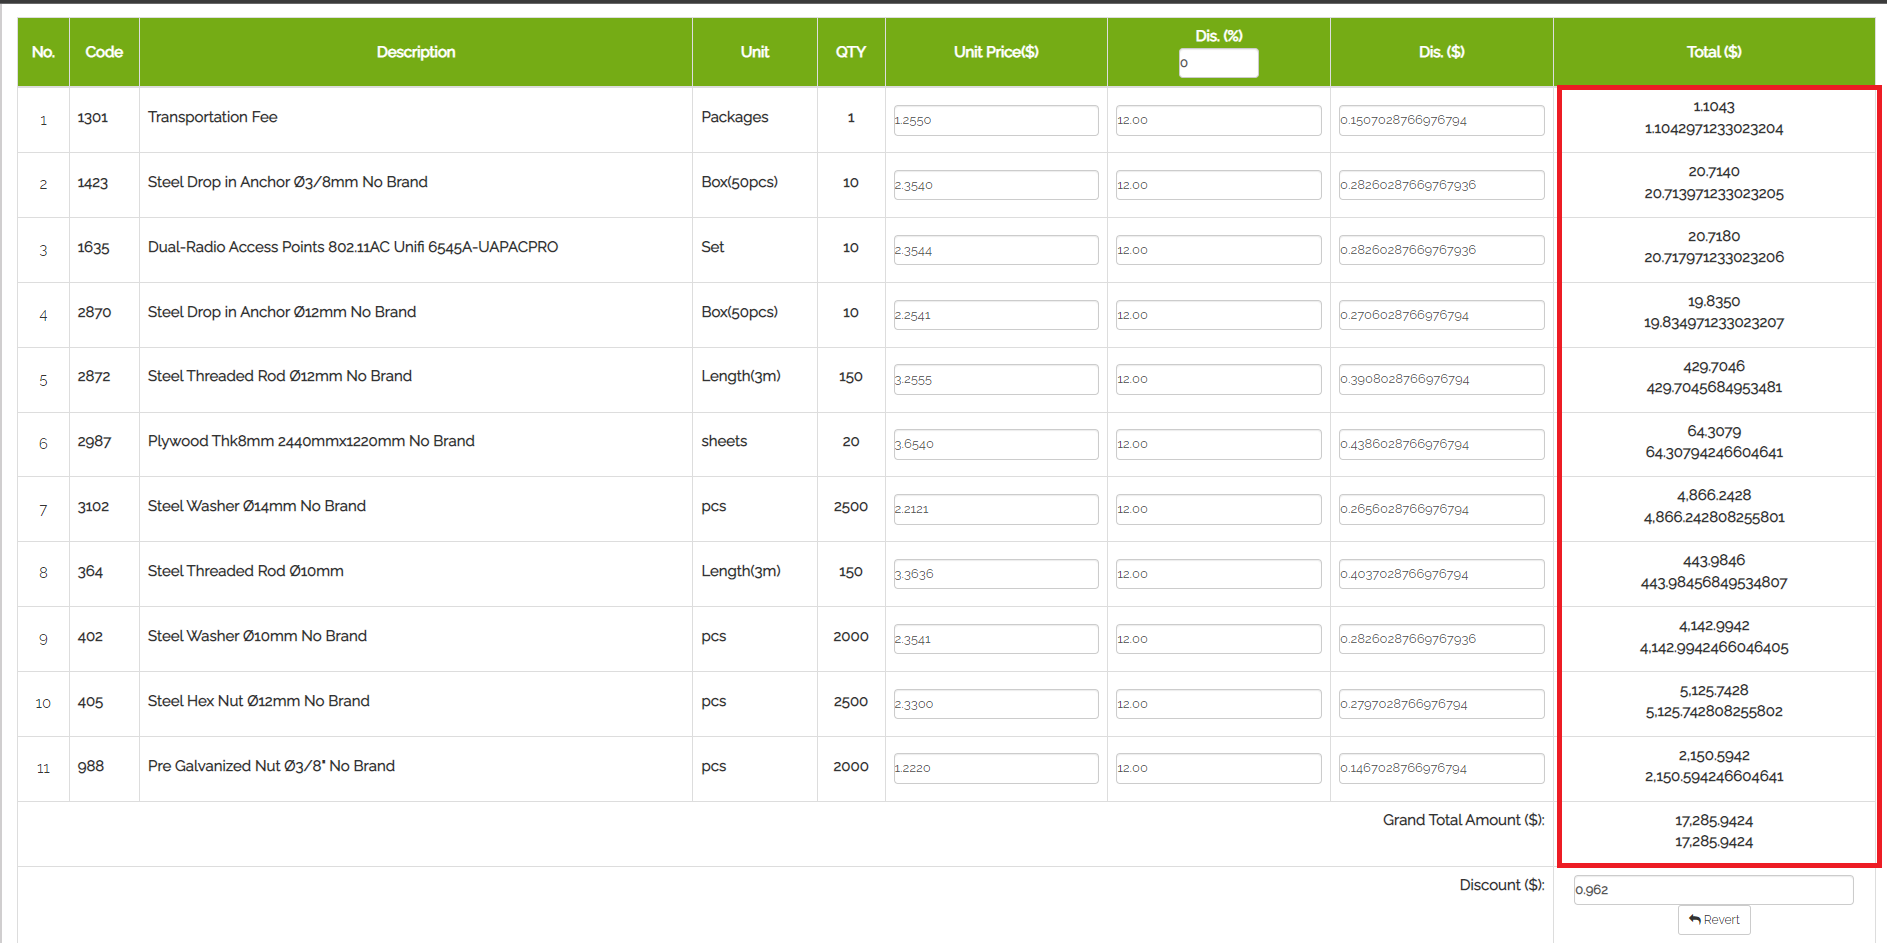 No. Code Description Unit QTY Unit Price($) Dis. (%) Dis. ($) Total ($)
0
1 1301 Transportation Fee Packages 1 1.2550 12.00 0.1507028766976794 1.1043
1.1042971233023204
2 1423 Steel Drop in Anchor Ø3/8mm No Brand Box(50pcs) 10 2.3540 12.00 0.28260287669767936 20.7140
20.713971233023205
3 1635 Dual-Radio Access Points 802.11AC Unifi 6545A-UAPACPRO Set 10 2.3544 12.00 0.28260287669767936 20.7180
20.717971233023206
4 2870 Steel Drop in Anchor Ø12mm No Brand Box(50pcs) 10 2.2541 12.00 0.2706028766976794 19.8350
19.834971233023207
5 2872 Steel Threaded Rod Ø12mm No Brand Length(3m) 150 3.2555 12.00 0.3908028766976794 429.7046
429.7045684953481
6 2987 Plywood Thk8mm 2440mmx1220mm No Brand sheets 20 3.6540 12.00 0.4386028766976794 64.3079
64.30794246604641
7 3102 Steel Washer Ø14mm No Brand pcs 2500 2.2121 12.00 0.2656028766976794 4,866.2428
4,866.242808255801
8 364 Steel Threaded Rod Ø10mm Length(3m) 150 3.3636 12.00 0.4037028766976794 443.9846
443.98456849534807
9 402 Steel Washer Ø10mm No Brand pcs 2000 2.3541 12.00 0.28260287669767936 4,142.9942
4,142.9942466046405
10 405 Steel Hex Nut Ø12mm No Brand pcs 2500 2.3300 12.00 0.2797028766976794 5,125.7428
5,125.742808255802
11 988 Pre Galvanized Nut Ø3/8" No Brand pcs 2000 1.2220 12.00 0.1467028766976794 2,150.5942
2,150.594246604641
Grand Total Amount ($): 17,285.9424
17,285.9424
Discount ($): 0.962
Revert